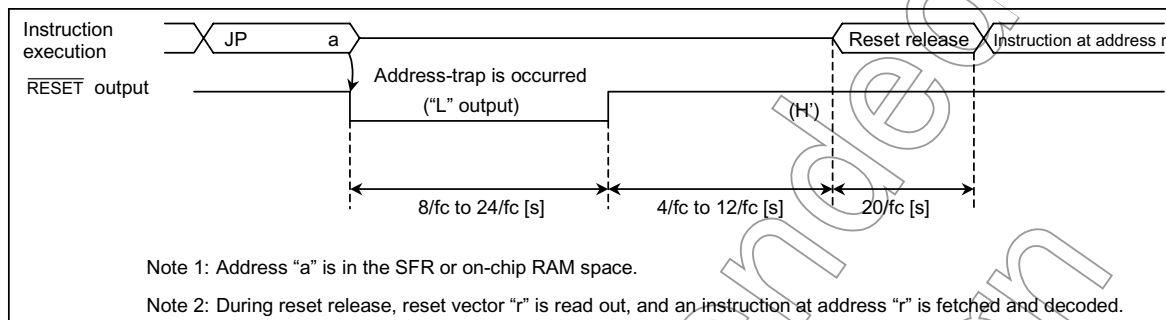 Instruction
execution
JP a
Reset release
Instruction at address r
RESET output
Address-trap is occurred
("L" output)
(H')
8/fc to 24/fc [s]
4/fc to 12/fc [s]
20/fc [s]
Note 1: Address “a” is in the SFR or on-chip RAM space.
Note 2: During reset release, reset vector “r” is read out, and an instruction at address “r” is fetched and decoded.